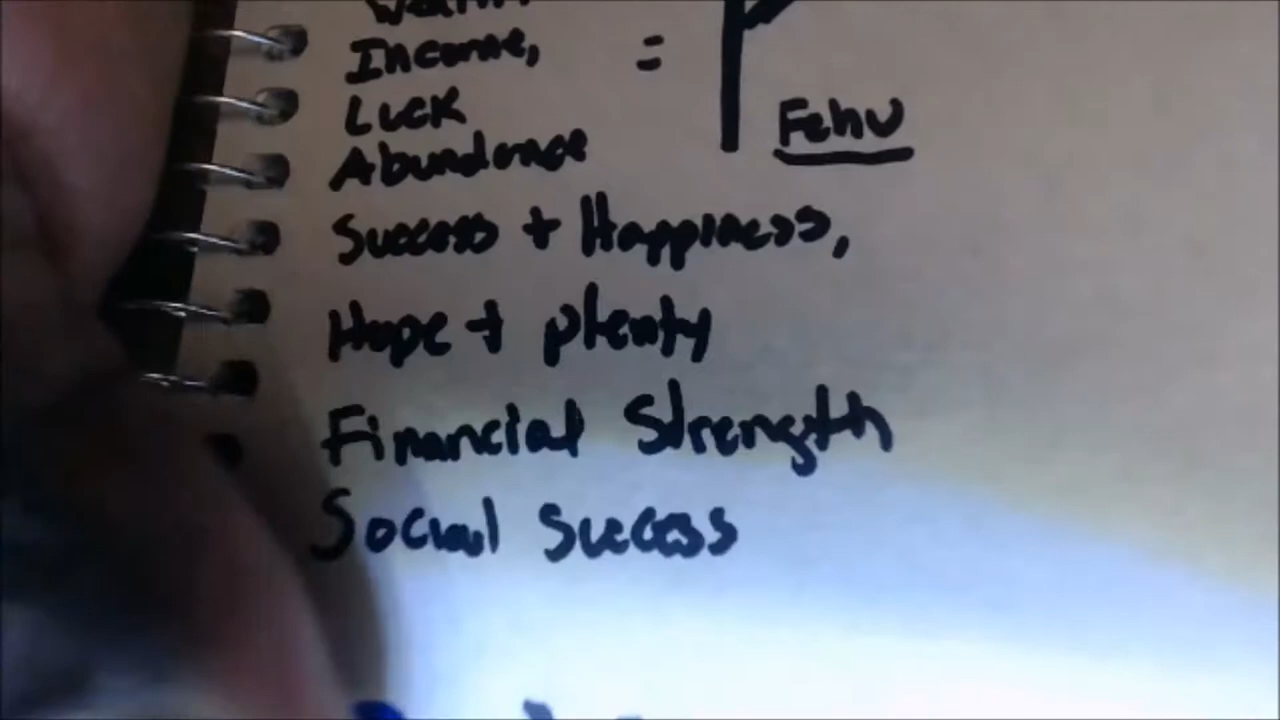 Income, =
Luck
Fehu
Abundance
Success + Happiness,
Hope + plenty
Financial Strength
Social Success